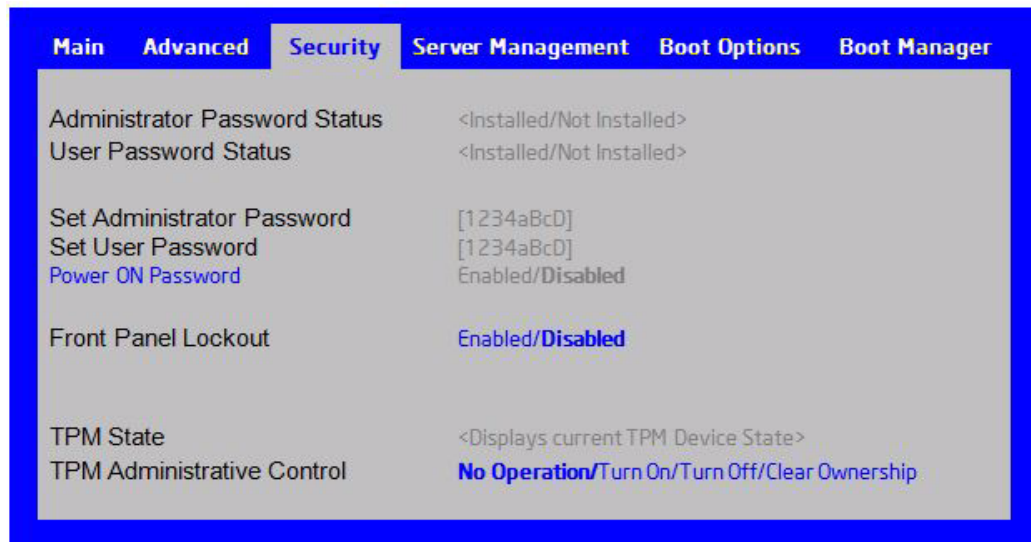 Main Advanced Security Server Management Boot Options Boot Manager
Administrator Password Status <Installed/Not Installed>
User Password Status <Installed/Not Installed>
Set Administrator Password [1234aBcD]
Set User Password [1234aBcD]
Power ON Password Enabled/Disabled
Front Panel Lockout Enabled/Disabled
TPM State <Displays current TPM Device State>
TPM Administrative Control No Operation/Turn On/Turn Off/Clear Ownership